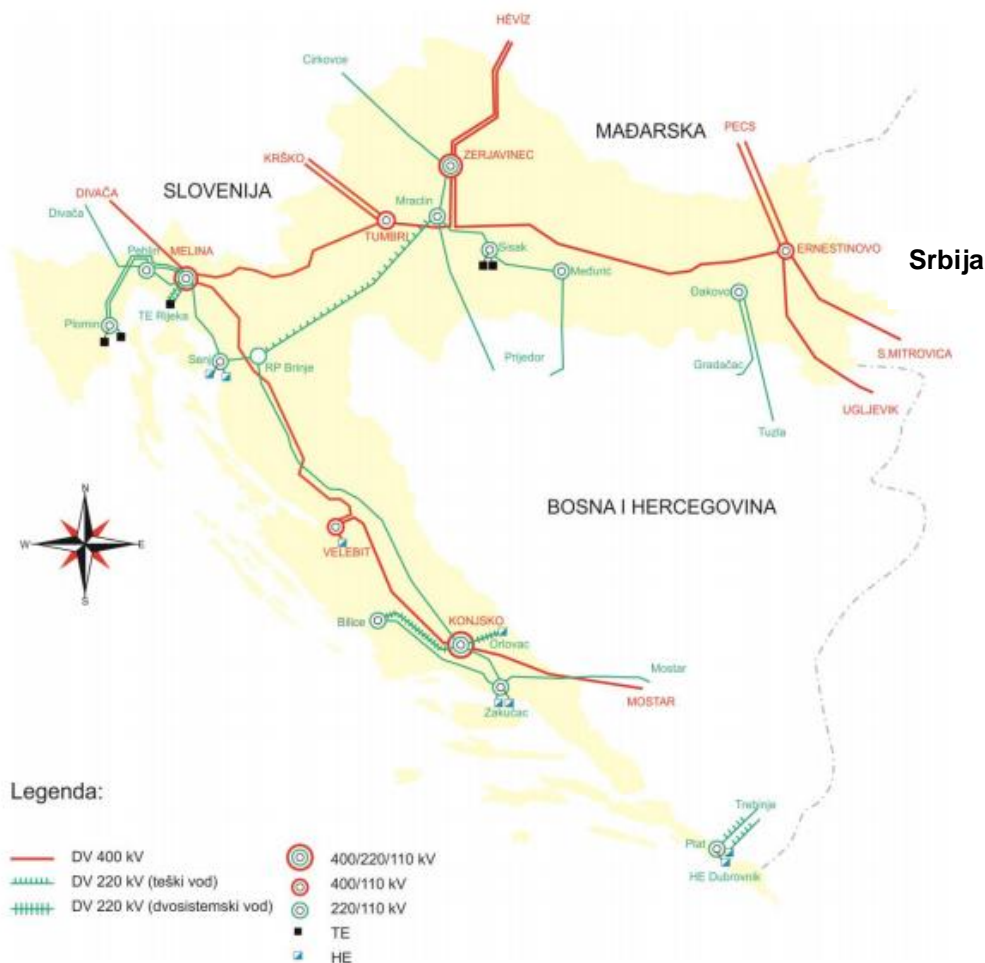 HÉVÍZ
Cirkovce
MAĐARSKA
PECS
KRŠKO
ZERJAVINEC
SLOVENIJA
DIVAČA
Divača
Mraclin
TUMBRI
Pehlin
MELINA
Sisak
ERNESTINOVO
Srbija
Međurić
Đakovo
Plomin
TE Rijeka
Senj
RP Brinje
Prijedor
Gradačac
S.MITROVICA
UGLJEVIK
Tuzla
BOSNA I HERCEGOVINA
N
W
E
S
VELEBIT
Bilice
KONJSKO
Orlovac
Mostar
MOSTAR
Zakučac
Trebinje
Plat
HE Dubrovnik
Legenda:
DV 400 kV
DV 220 kV (teški vod)
DV 220 kV (dvosistemski vod)
400/220/110 kV
400/110 kV
220/110 kV
TE
HE